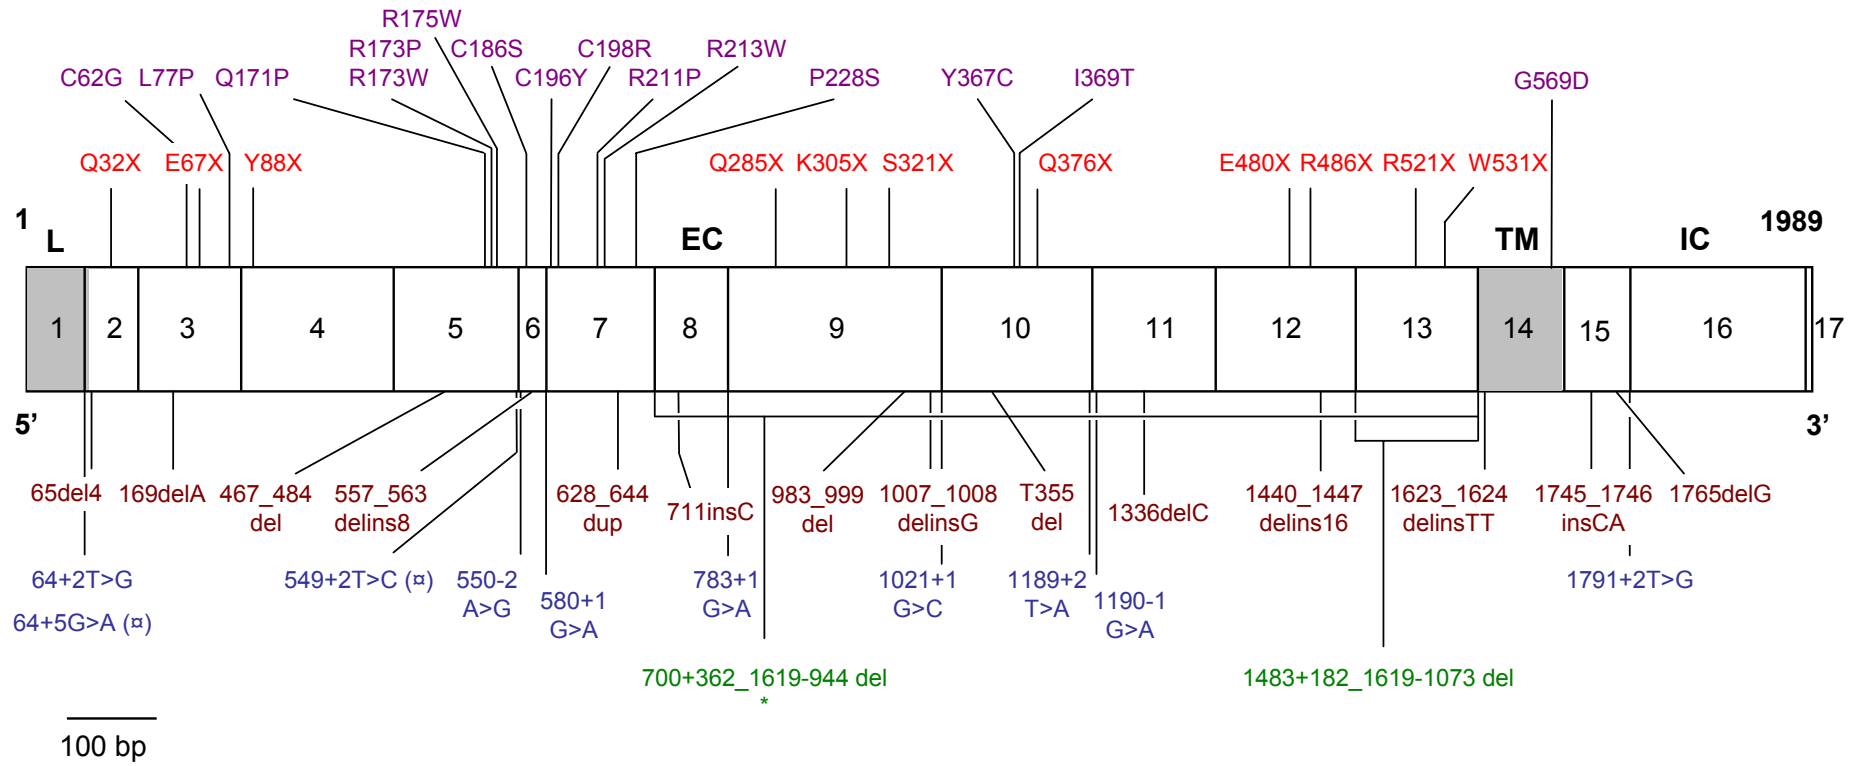 R175W
R173P C186S C198R R213W
C62G L77P Q171P R173W C196Y R211P P228S Y367C I369T G569D
Q32X E67X Y88X Q285X K305X S321X Q376X E480X R486X R521X W531X
1 L EC TM IC 1989
1 2 3 4 5 6 7 8 9 10 11 12 13 14 15 16 17
5’ 3’
65del4 169delA 467_484 557_563 628_644 711insC 983_999 1007_1008 T355 1336delC 1440_1447 1623_1624 1745_1746 1765delG
del delins8 dup del delinsG del delins16 delinsTT insCA
64+2T>G 549+2T>C (¤) 550-2 580+1 783+1 1021+1 1189+2 1190-1 1791+2T>G
64+5G>A (¤) A>G G>A G>A G>C T>A G>A
700+362_1619-944 del 1483+182_1619-1073 del
*
100 bp